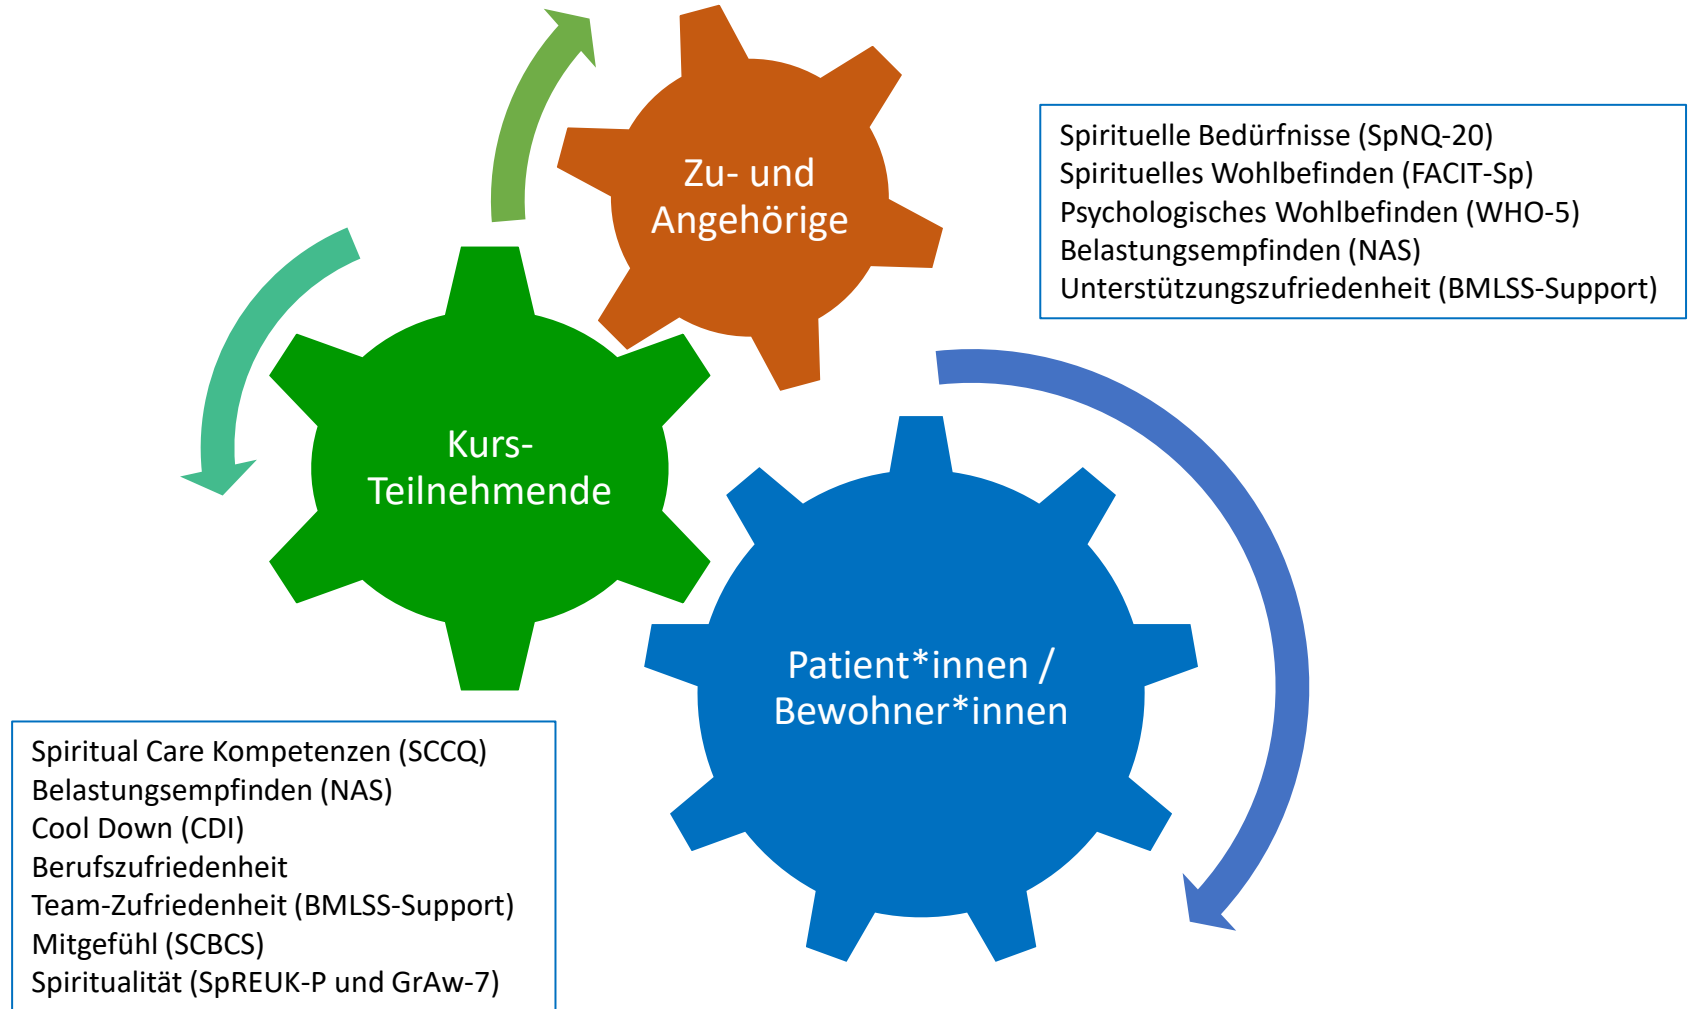 Zu- und
Angehörige
Spirituelle Bedürfnisse (SpNQ-20)
Spirituelles Wohlbefinden (FACIT-Sp)
Psychologisches Wohlbefinden (WHO-5)
Belastungsempfinden (NAS)
Unterstützungszufriedenheit (BMLSS-Support)
Kurs-
Teilnehmende
Patient*innen /
Bewohner*innen
Spiritual Care Kompetenzen (SCCQ)
Belastungsempfinden (NAS)
Cool Down (CDI)
Berufszufriedenheit
Team-Zufriedenheit (BMLSS-Support)
Mitgefühl (SCBCS)
Spiritualität (SpREUK-P und GrAw-7)